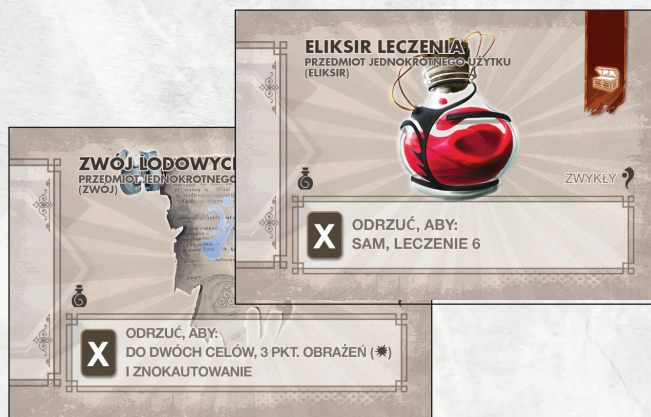 ELIKSIR LECZENIA
PRZEDMIOT JEDNOKROTNEGO UŻYTKU
(ELIKSIR)
ZWYKŁY
X
ODRZUĆ, ABY:
SAM, LECZENIE 6
ZWÓJ LODOWYC
PRZEDMIOT JEDNOKROTNEGO
(ZWÓJ)
X
ODRZUĆ, ABY:
DO DWÓCH CELÓW, 3 PKT. OBRAŻEŃ (✹)
I ZNOKAUTOWANIE